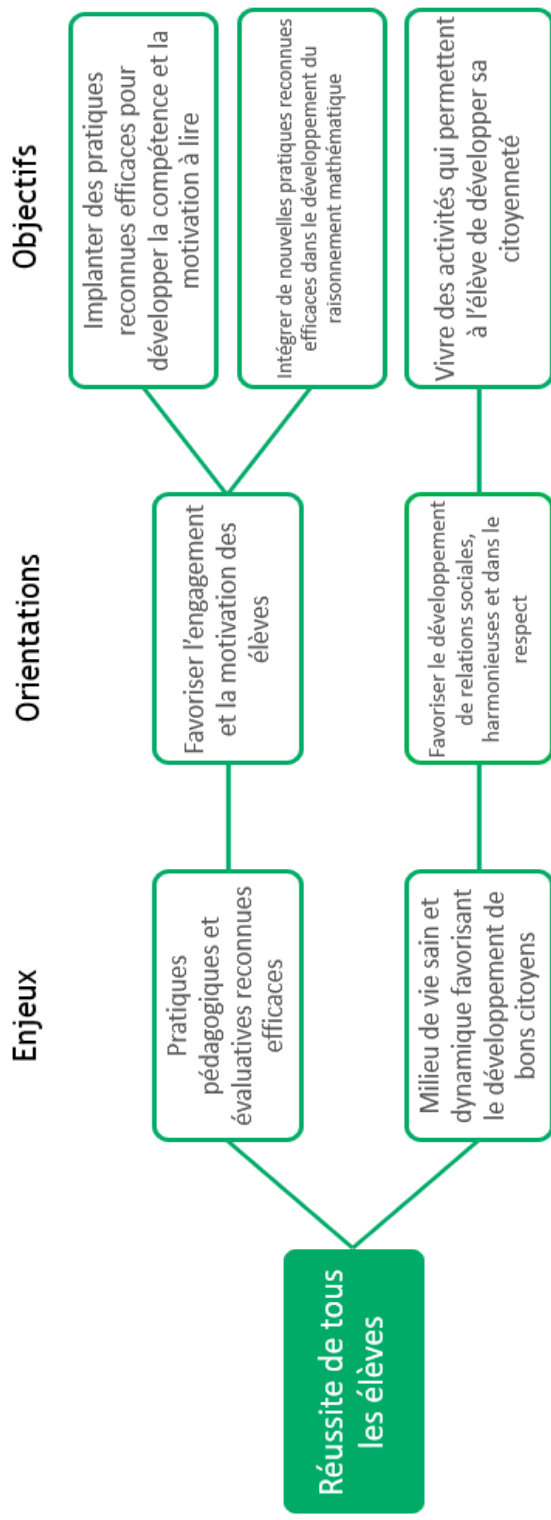 Enjeux
Orientations
Objectifs
Réussite de tous
les élèves
Pratiques
pédagogiques et
évaluatives reconnues
efficaces
Favoriser l'engagement
et la motivation des
élèves
Implanter des pratiques
reconnues efficaces pour
développer la compétence et la
motivation à lire
Intégrer de nouvelles pratiques reconnues
efficaces dans le développement du
raisonnement mathématique
Milieu de vie sain et
dynamique favorisant
le développement de
bons citoyens
Favoriser le développement
de relations sociales,
harmonieuses et dans le
respect
Vivre des activités qui permettent
à l'élève de développer sa
citoyenneté